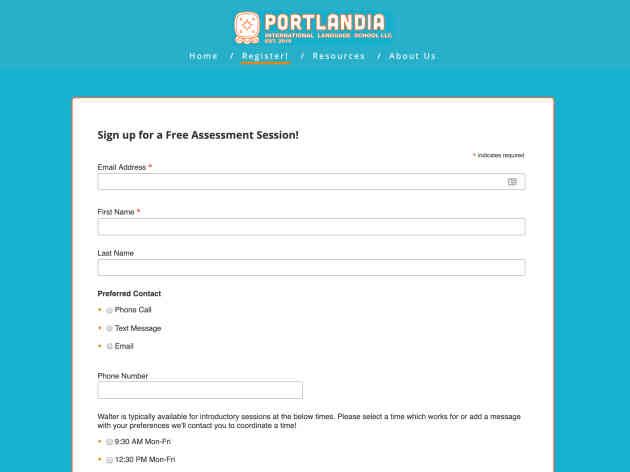 PORTLANDIA
INTERNATIONAL LANGUAGE SCHOOL LLC
EST. 2015
Home / Register! / Resources / About Us
Sign up for a Free Assessment Session!
* indicates required
Email Address *
First Name *
Last Name
Preferred Contact
Phone Call
Text Message
Email
Phone Number
Walter is typically available for introductory sessions at the below times. Please select a time which works for or add a message
with your preferences we'll contact you to coordinate a time!
9:30 AM Mon-Fri
12:30 PM Mon-Fri